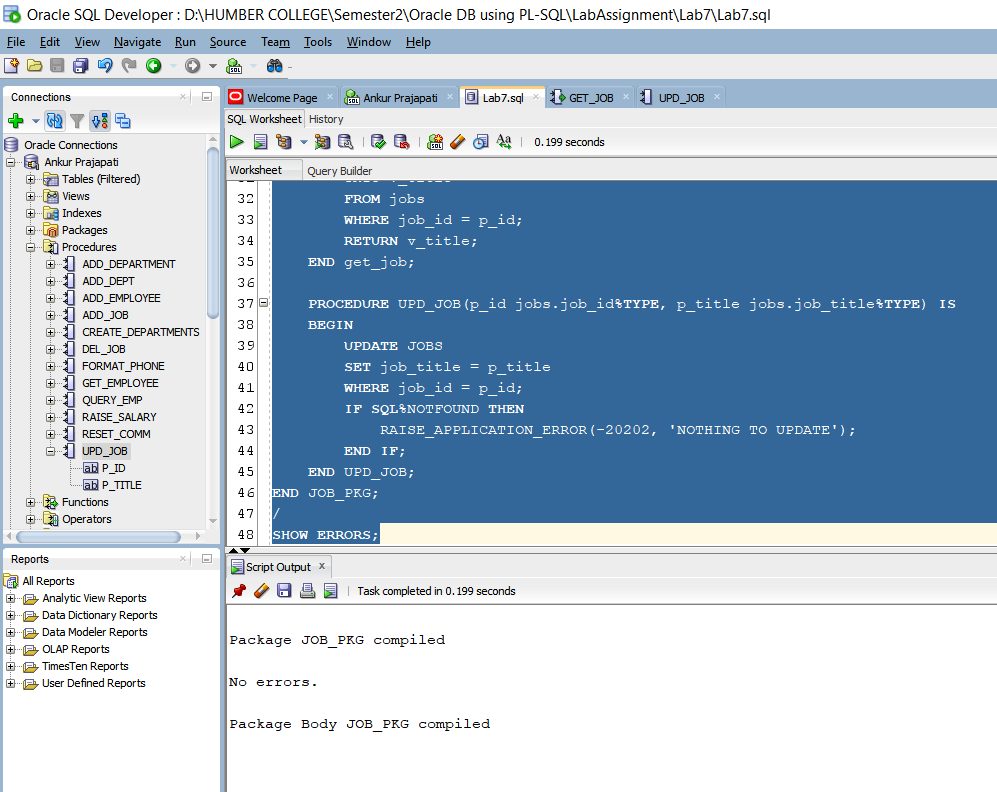 Oracle SQL Developer : D:\HUMBER COLLEGE\Semester2\Oracle DB using PL-SQL\LabAssignment\Lab7\Lab7.sql
File Edit View Navigate Run Source Team Tools Window Help
Connections
Oracle Connections
Ankur Prajapati
Tables (Filtered)
Views
Indexes
Packages
Procedures
ADD_DEPARTMENT
ADD_DEPT
ADD_EMPLOYEE
ADD_JOB
CREATE_DEPARTMENTS
DEL_JOB
FORMAT_PHONE
GET_EMPLOYEE
QUERY_EMP
RAISE_SALARY
RESET_COMM
UPD_JOB
P_ID
P_TITLE
Functions
Operators
Reports
All Reports
Analytic View Reports
Data Dictionary Reports
Data Modeler Reports
OLAP Reports
TimesTen Reports
User Defined Reports
Welcome Page Ankur Prajapati Lab7.sql GET_JOB UPD_JOB
SQL Worksheet History
0.199 seconds
Worksheet Query Builder
32 FROM jobs
33 WHERE job_id = p_id;
34 RETURN v_title;
35 END get_job;
36
37 PROCEDURE UPD_JOB(p_id jobs.job_id%TYPE, p_title jobs.job_title%TYPE) IS
38 BEGIN
39 UPDATE JOBS
40 SET job_title = p_title
41 WHERE job_id = p_id;
42 IF SQL%NOTFOUND THEN
43 RAISE_APPLICATION_ERROR(-20202, 'NOTHING TO UPDATE');
44 END IF;
45 END UPD_JOB;
46 END JOB_PKG;
47 /
48 SHOW ERRORS;
Script Output
Task completed in 0.199 seconds
Package JOB_PKG compiled
No errors.
Package Body JOB_PKG compiled